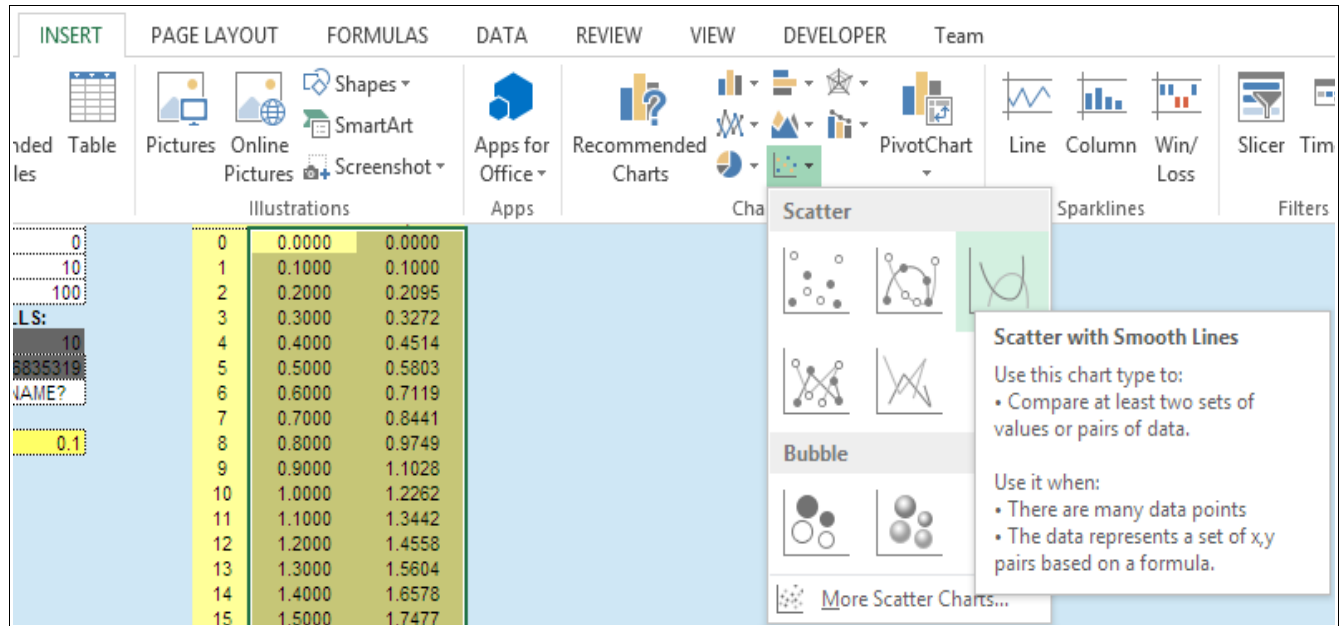 INSERT PAGE LAYOUT FORMULAS DATA REVIEW VIEW DEVELOPER Team
Shapes
SmartArt
Screenshot
nded Table Pictures Online Apps for Recommended PivotChart Line Column Win/ Slicer Tim
les Pictures Office Charts Loss
Illustrations Apps Cha Sparklines Filters
Scatter
0 0 0.0000 0.0000
10 1 0.1000 0.1000
100 2 0.2000 0.2095
LLS: 3 0.3000 0.3272
10 4 0.4000 0.4514
6835319 5 0.5000 0.5803
NAME? 6 0.6000 0.7119
7 0.7000 0.8441
0.1 8 0.8000 0.9749
9 0.9000 1.1028
10 1.0000 1.2262
11 1.1000 1.3442
12 1.2000 1.4558
13 1.3000 1.5604
14 1.4000 1.6578
15 1.5000 1.7477
Scatter with Smooth Lines
Use this chart type to:
• Compare at least two sets of
values or pairs of data.
Use it when:
• There are many data points
• The data represents a set of x,y
pairs based on a formula.
Bubble
More Scatter Charts...